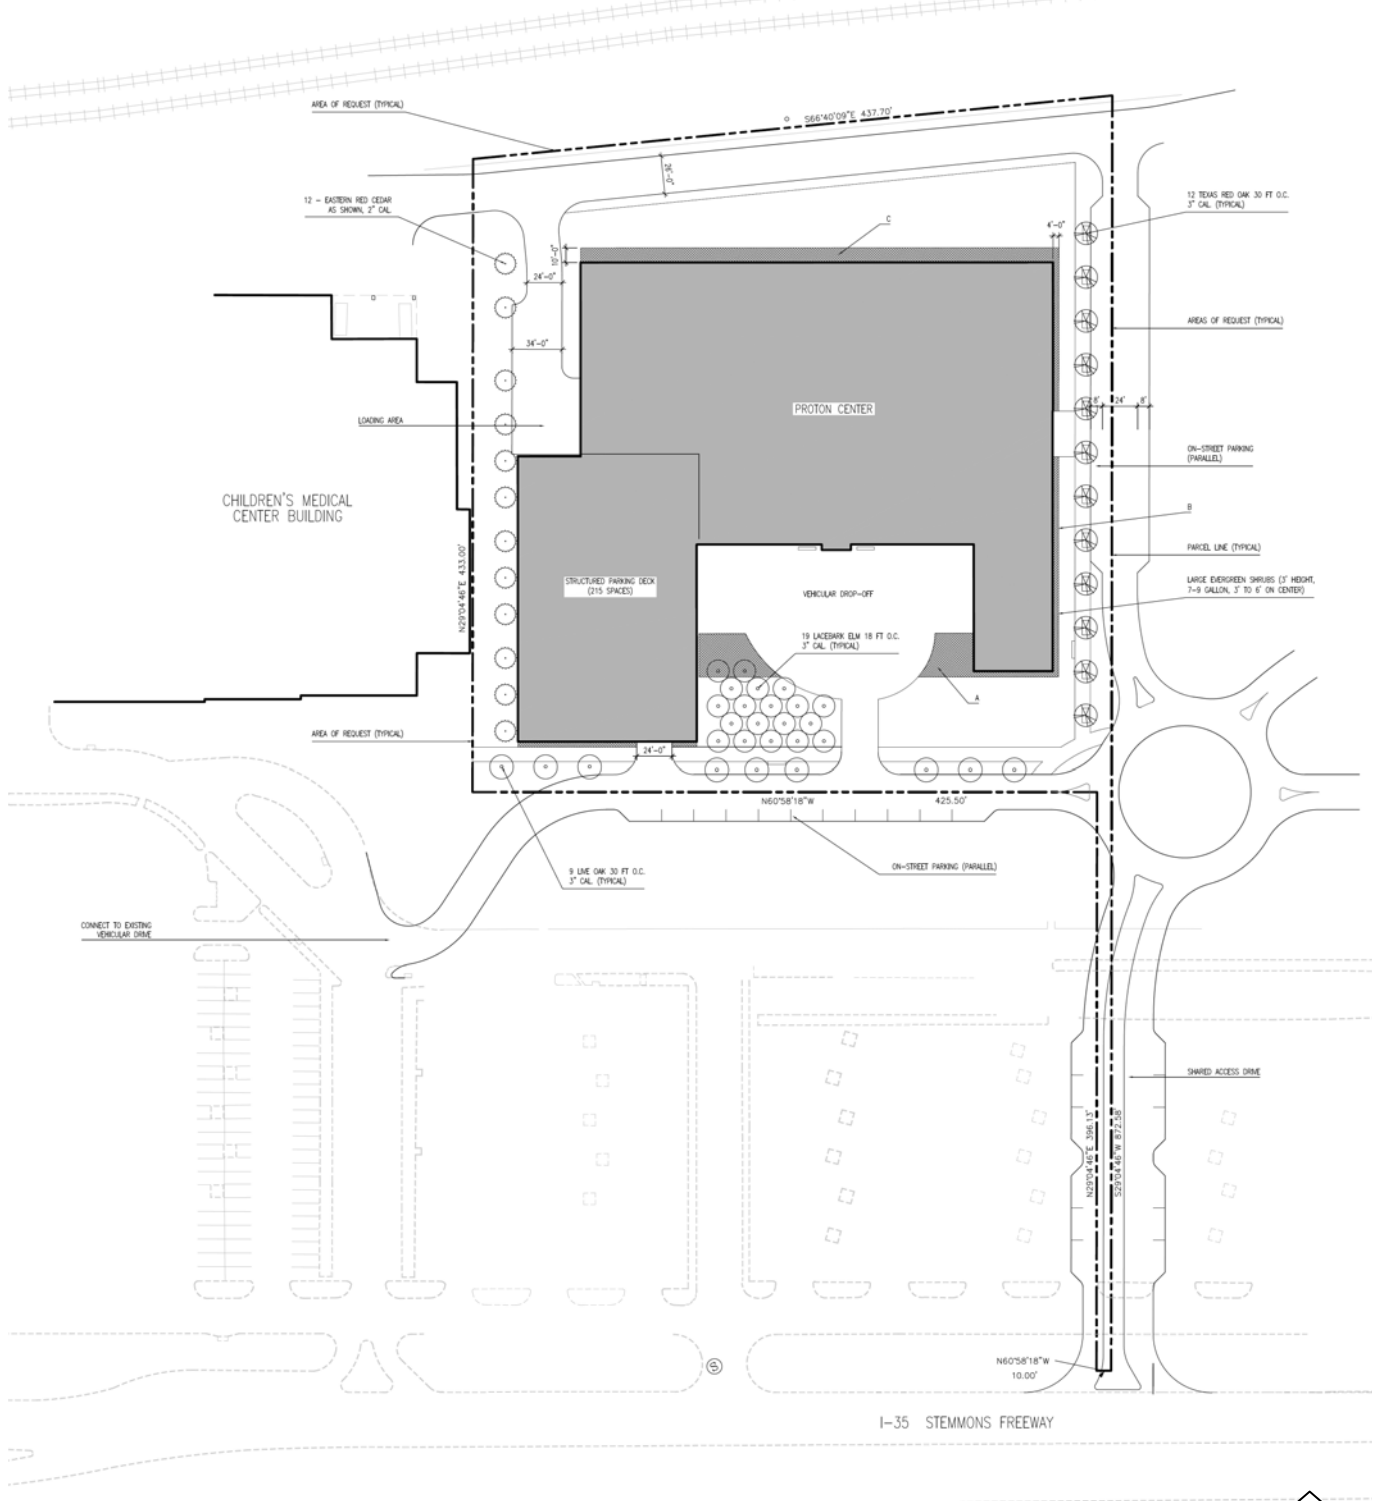 AREA OF REQUEST (TYPICAL)
S66°40'09"E 437.70'
26'-0"
12 - EASTERN RED CEDAR
AS SHOWN, 2" CAL.
12 TEXAS RED OAK 30 FT O.C.
3" CAL. (TYPICAL)
C
4'-0"
10'-0"
24'-0"
AREAS OF REQUEST (TYPICAL)
34'-0"
8'
24'
8'
PROTON CENTER
LOADING AREA
ON-STREET PARKING
(PARALLEL)
CHILDREN'S MEDICAL
CENTER BUILDING
B
N29°04'46"E 433.00'
PARCEL LINE (TYPICAL)
STRUCTURED PARKING DECK
(215 SPACES)
VEHICULAR DROP-OFF
LARGE EVERGREEN SHRUBS (3' HEIGHT,
7-9 GALLON, 3' TO 6' ON CENTER)
19 LACEBARK ELM 18 FT O.C.
3" CAL. (TYPICAL)
A
AREA OF REQUEST (TYPICAL)
24'-0"
N60°58'18"W 425.50'
9 LIVE OAK 30 FT O.C.
3" CAL. (TYPICAL)
ON-STREET PARKING (PARALLEL)
CONNECT TO EXISTING
VEHICULAR DRIVE
SHARED ACCESS DRIVE
N29°04'46"E 396.13'
S29°04'46"W 872.58'
N60°58'18"W
10.00'
I-35 STEMMONS FREEWAY